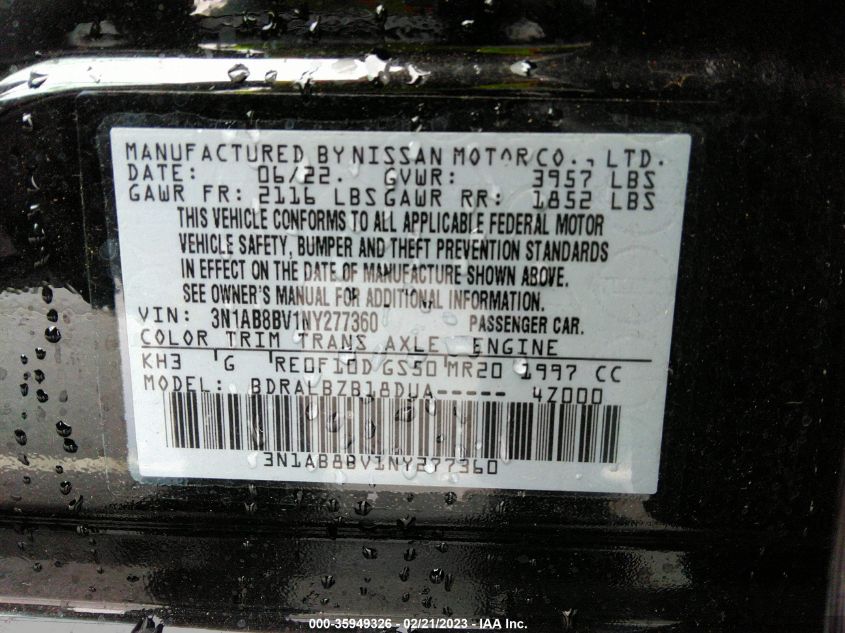 MANUFACTURED BY NISSAN MOTOR CO., LTD.
DATE: 06/22. GVWR: 3957 LBS
GAWR FR: 2116 LBS GAWR RR: 1852 LBS
THIS VEHICLE CONFORMS TO ALL APPLICABLE FEDERAL MOTOR
VEHICLE SAFETY, BUMPER AND THEFT PREVENTION STANDARDS
IN EFFECT ON THE DATE OF MANUFACTURE SHOWN ABOVE.
SEE OWNER'S MANUAL FOR ADDITIONAL INFORMATION.
VIN: 3N1AB8BV1NY277360 PASSENGER CAR.
COLOR TRIM TRANS AXLE ENGINE
KH3 G RE0F10D GS50 MR20 1997 CC
MODEL: BDRALBZB18DUA----- 4Z000
3N1AB8BV1NY277360
000-35949326 - 02/21/2023 - IAA Inc.